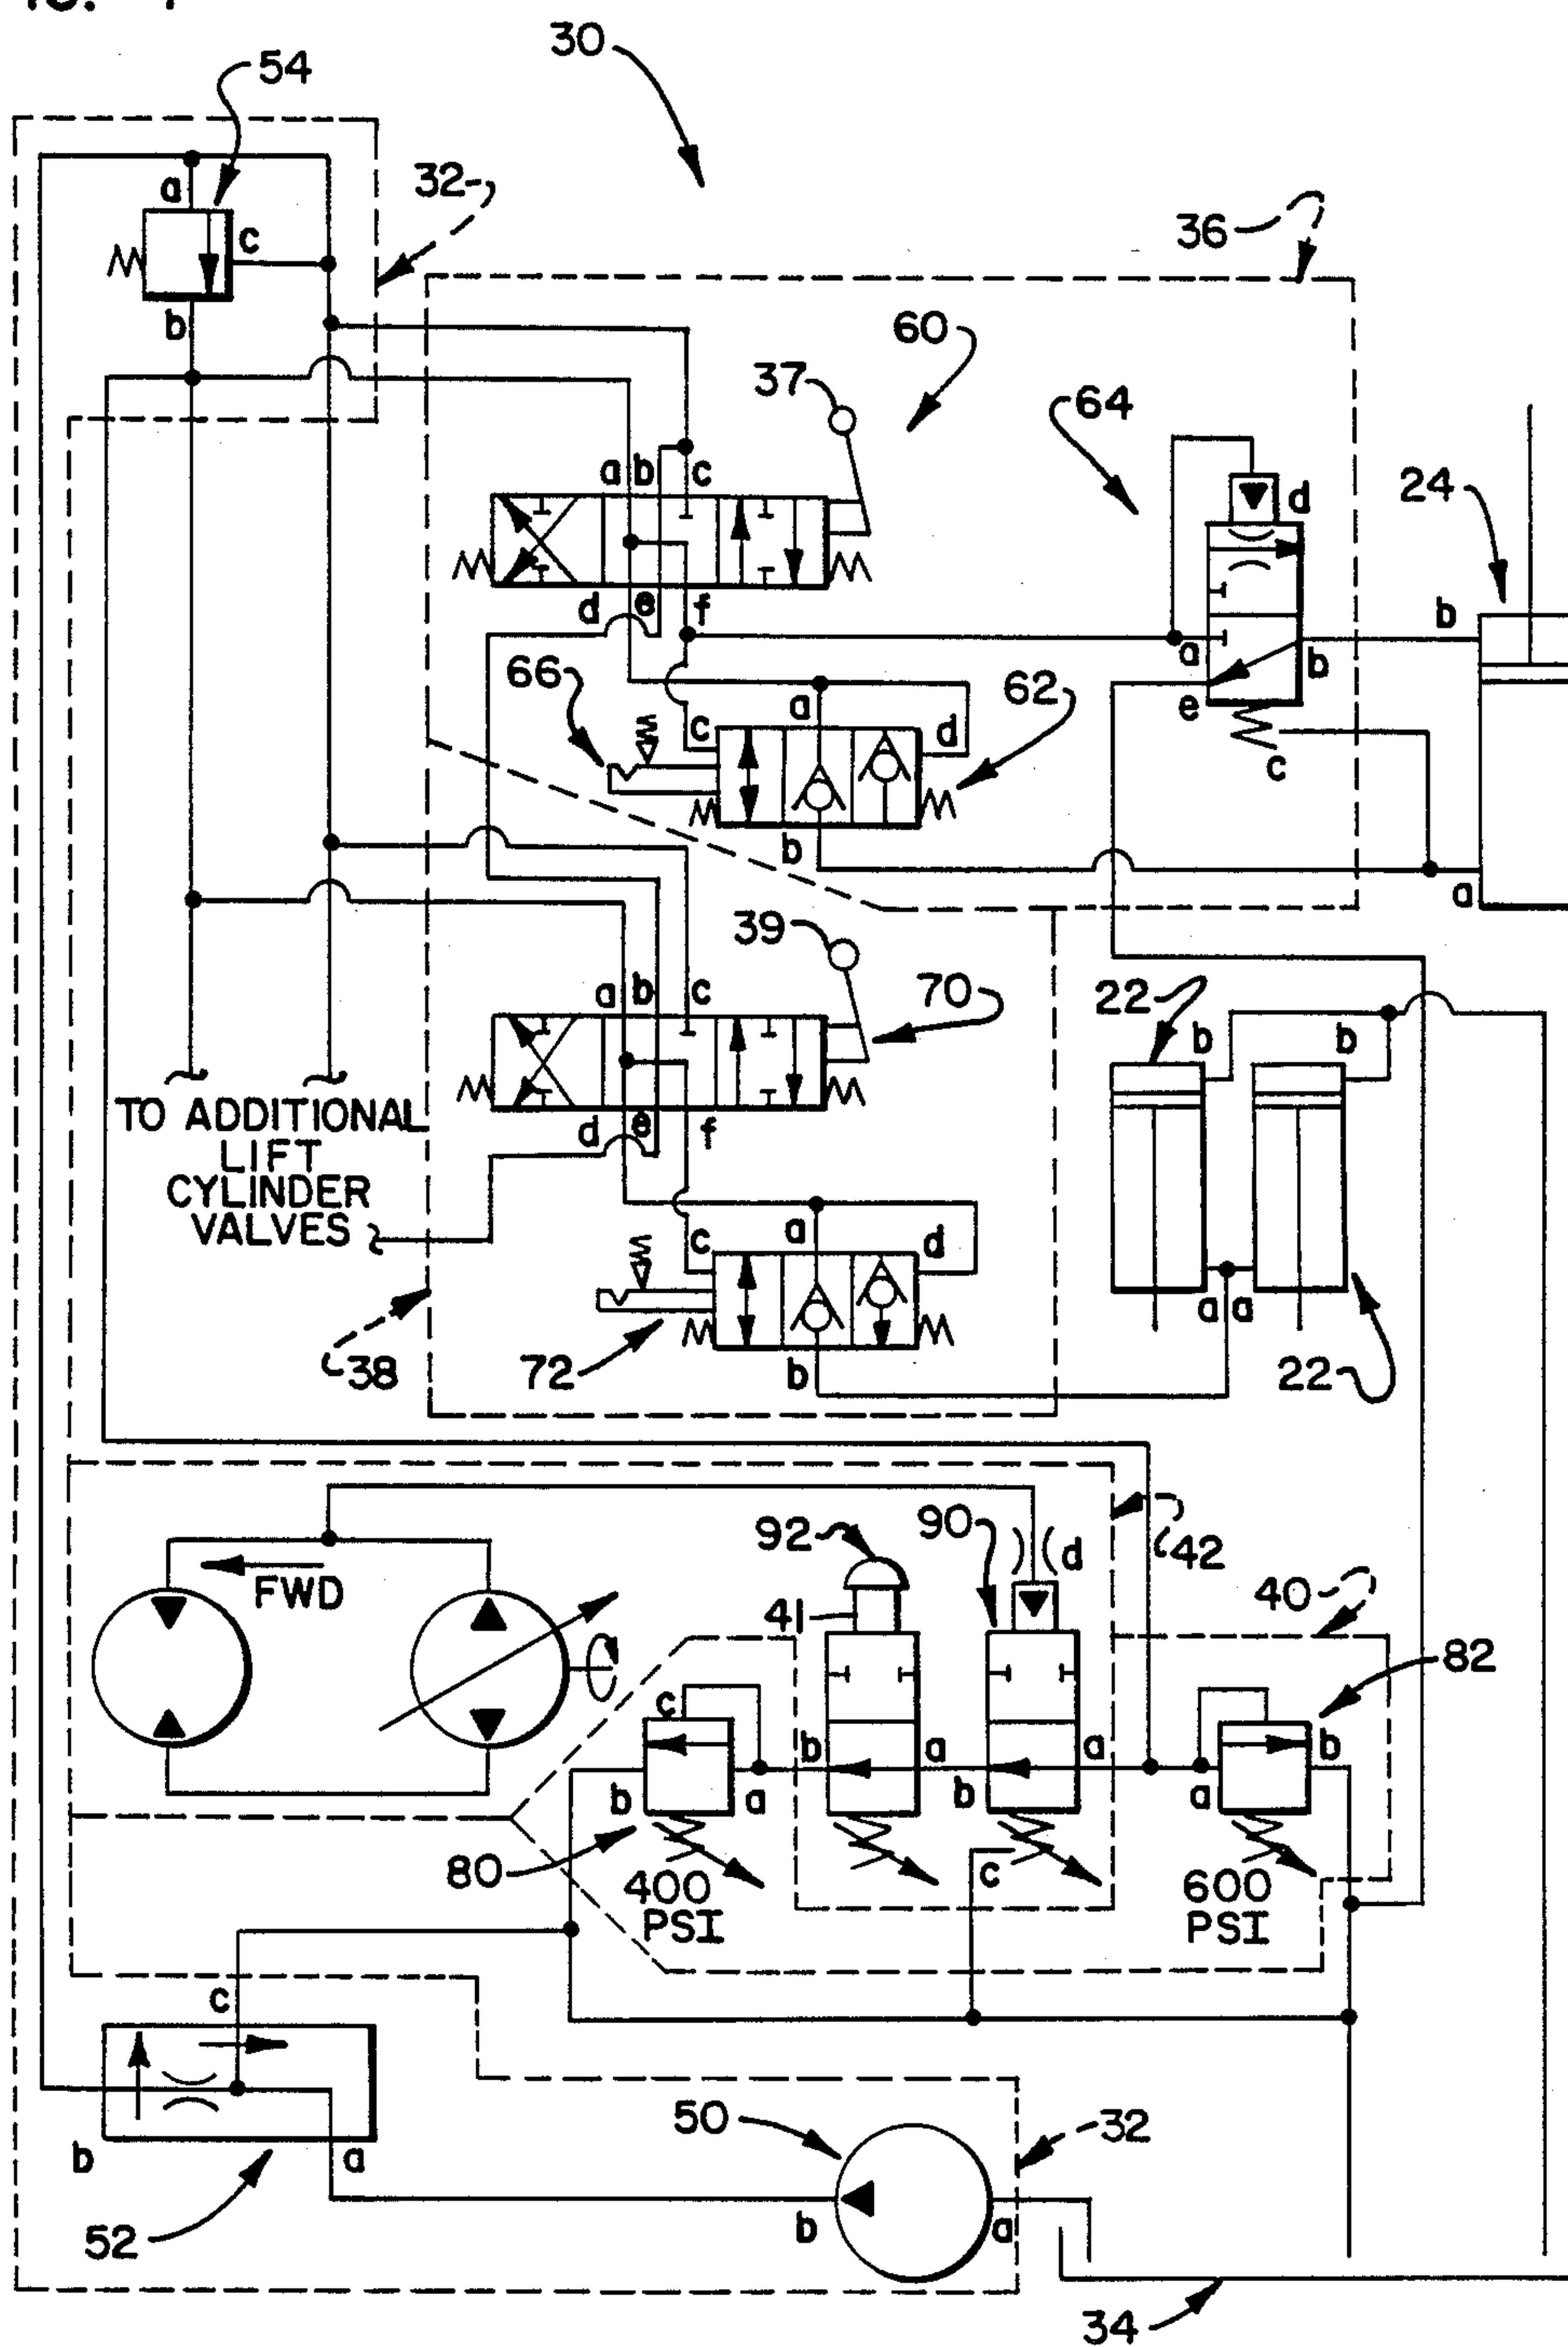 54
30
a
32
36
c
b
60
37
64
24
a b c
d
d e f
a
b
b
66
62
a
c
d
e
c
b
a
39
22
a b c
70
b
b
TO ADDITIONAL
LIFT
CYLINDER
VALVES
d e f
a
c
d
a a
38
72
b
22
92
90
d
42
FWD
41
40
82
c
b
a
a
b
b
a
b
a
80
c
400
PSI
600
PSI
c
50
32
b
a
b
a
52
34